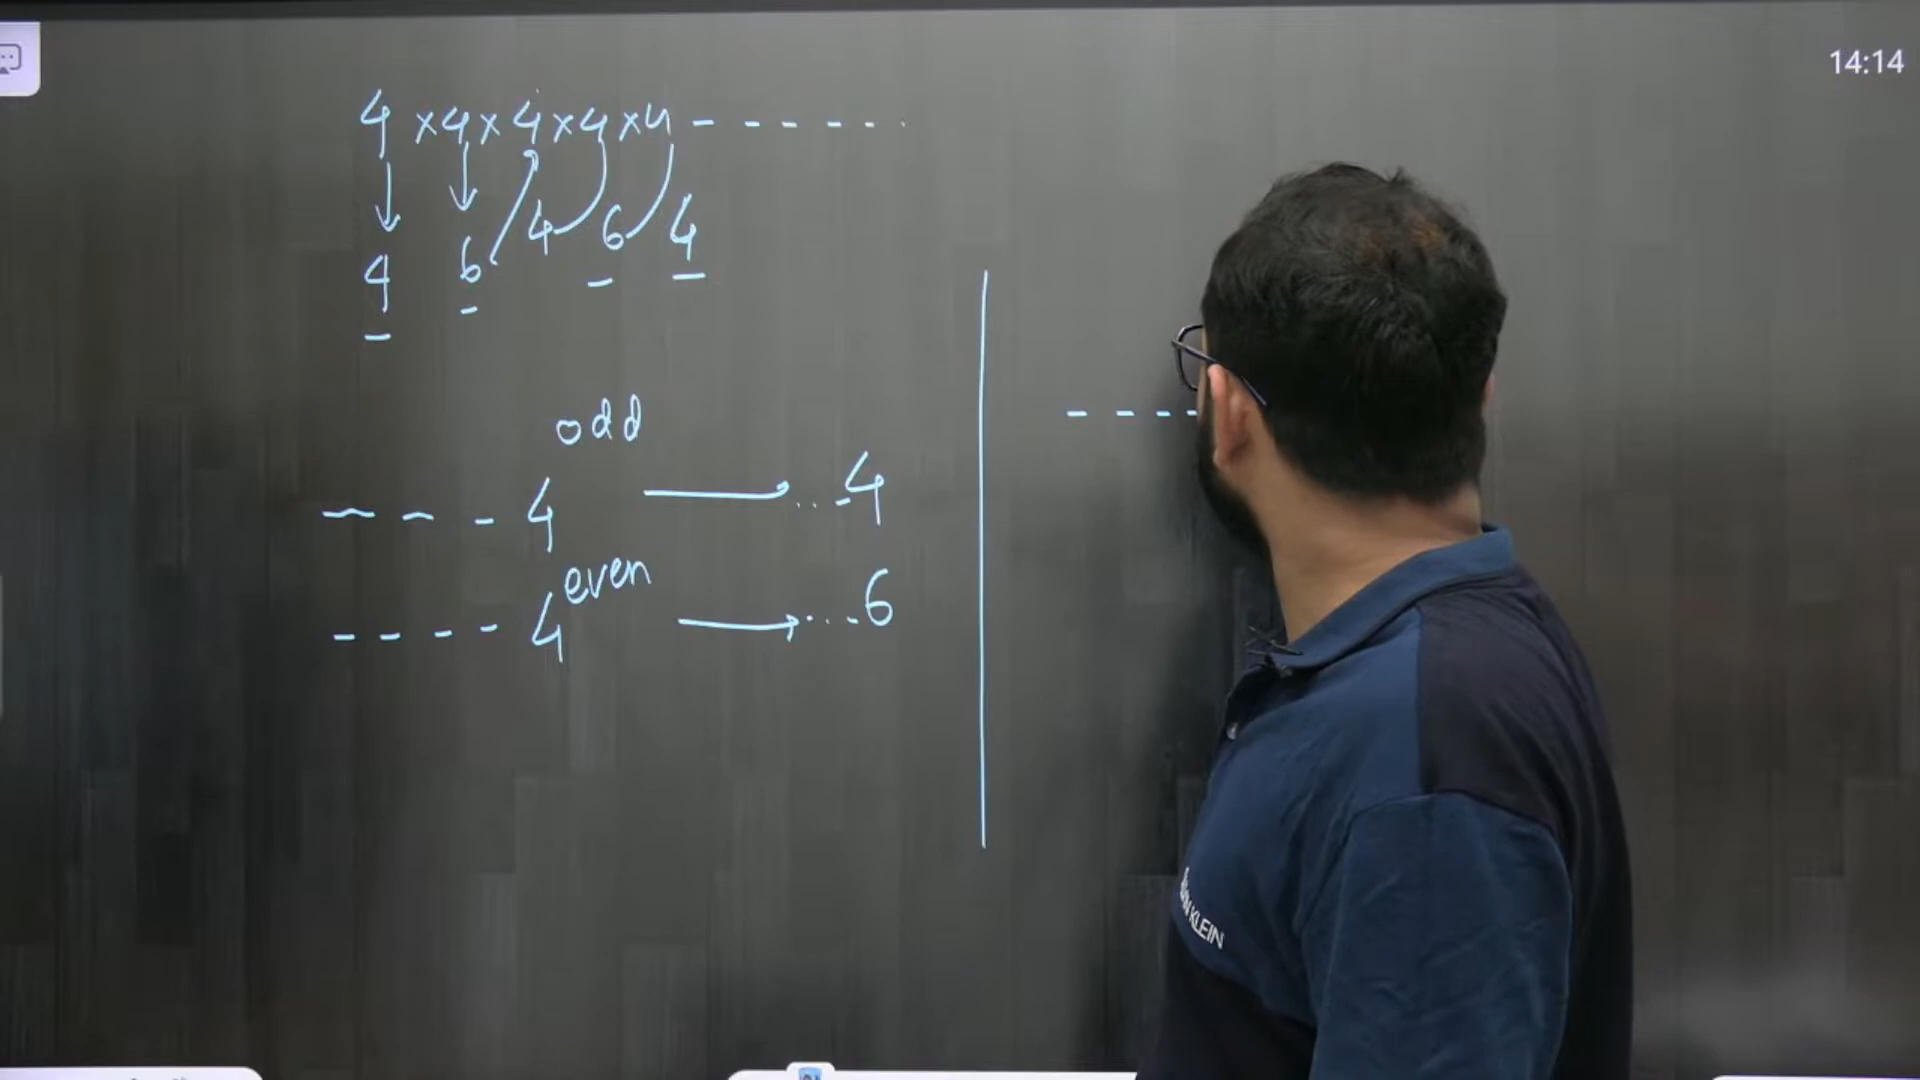 14:14
4 × 4 × 4 × 4 × 4 - - - - - -
4 6 4 6 4
odd
- - - 4 → ...4
even
- - - - 4 → ...6
- - - -
KLEIN